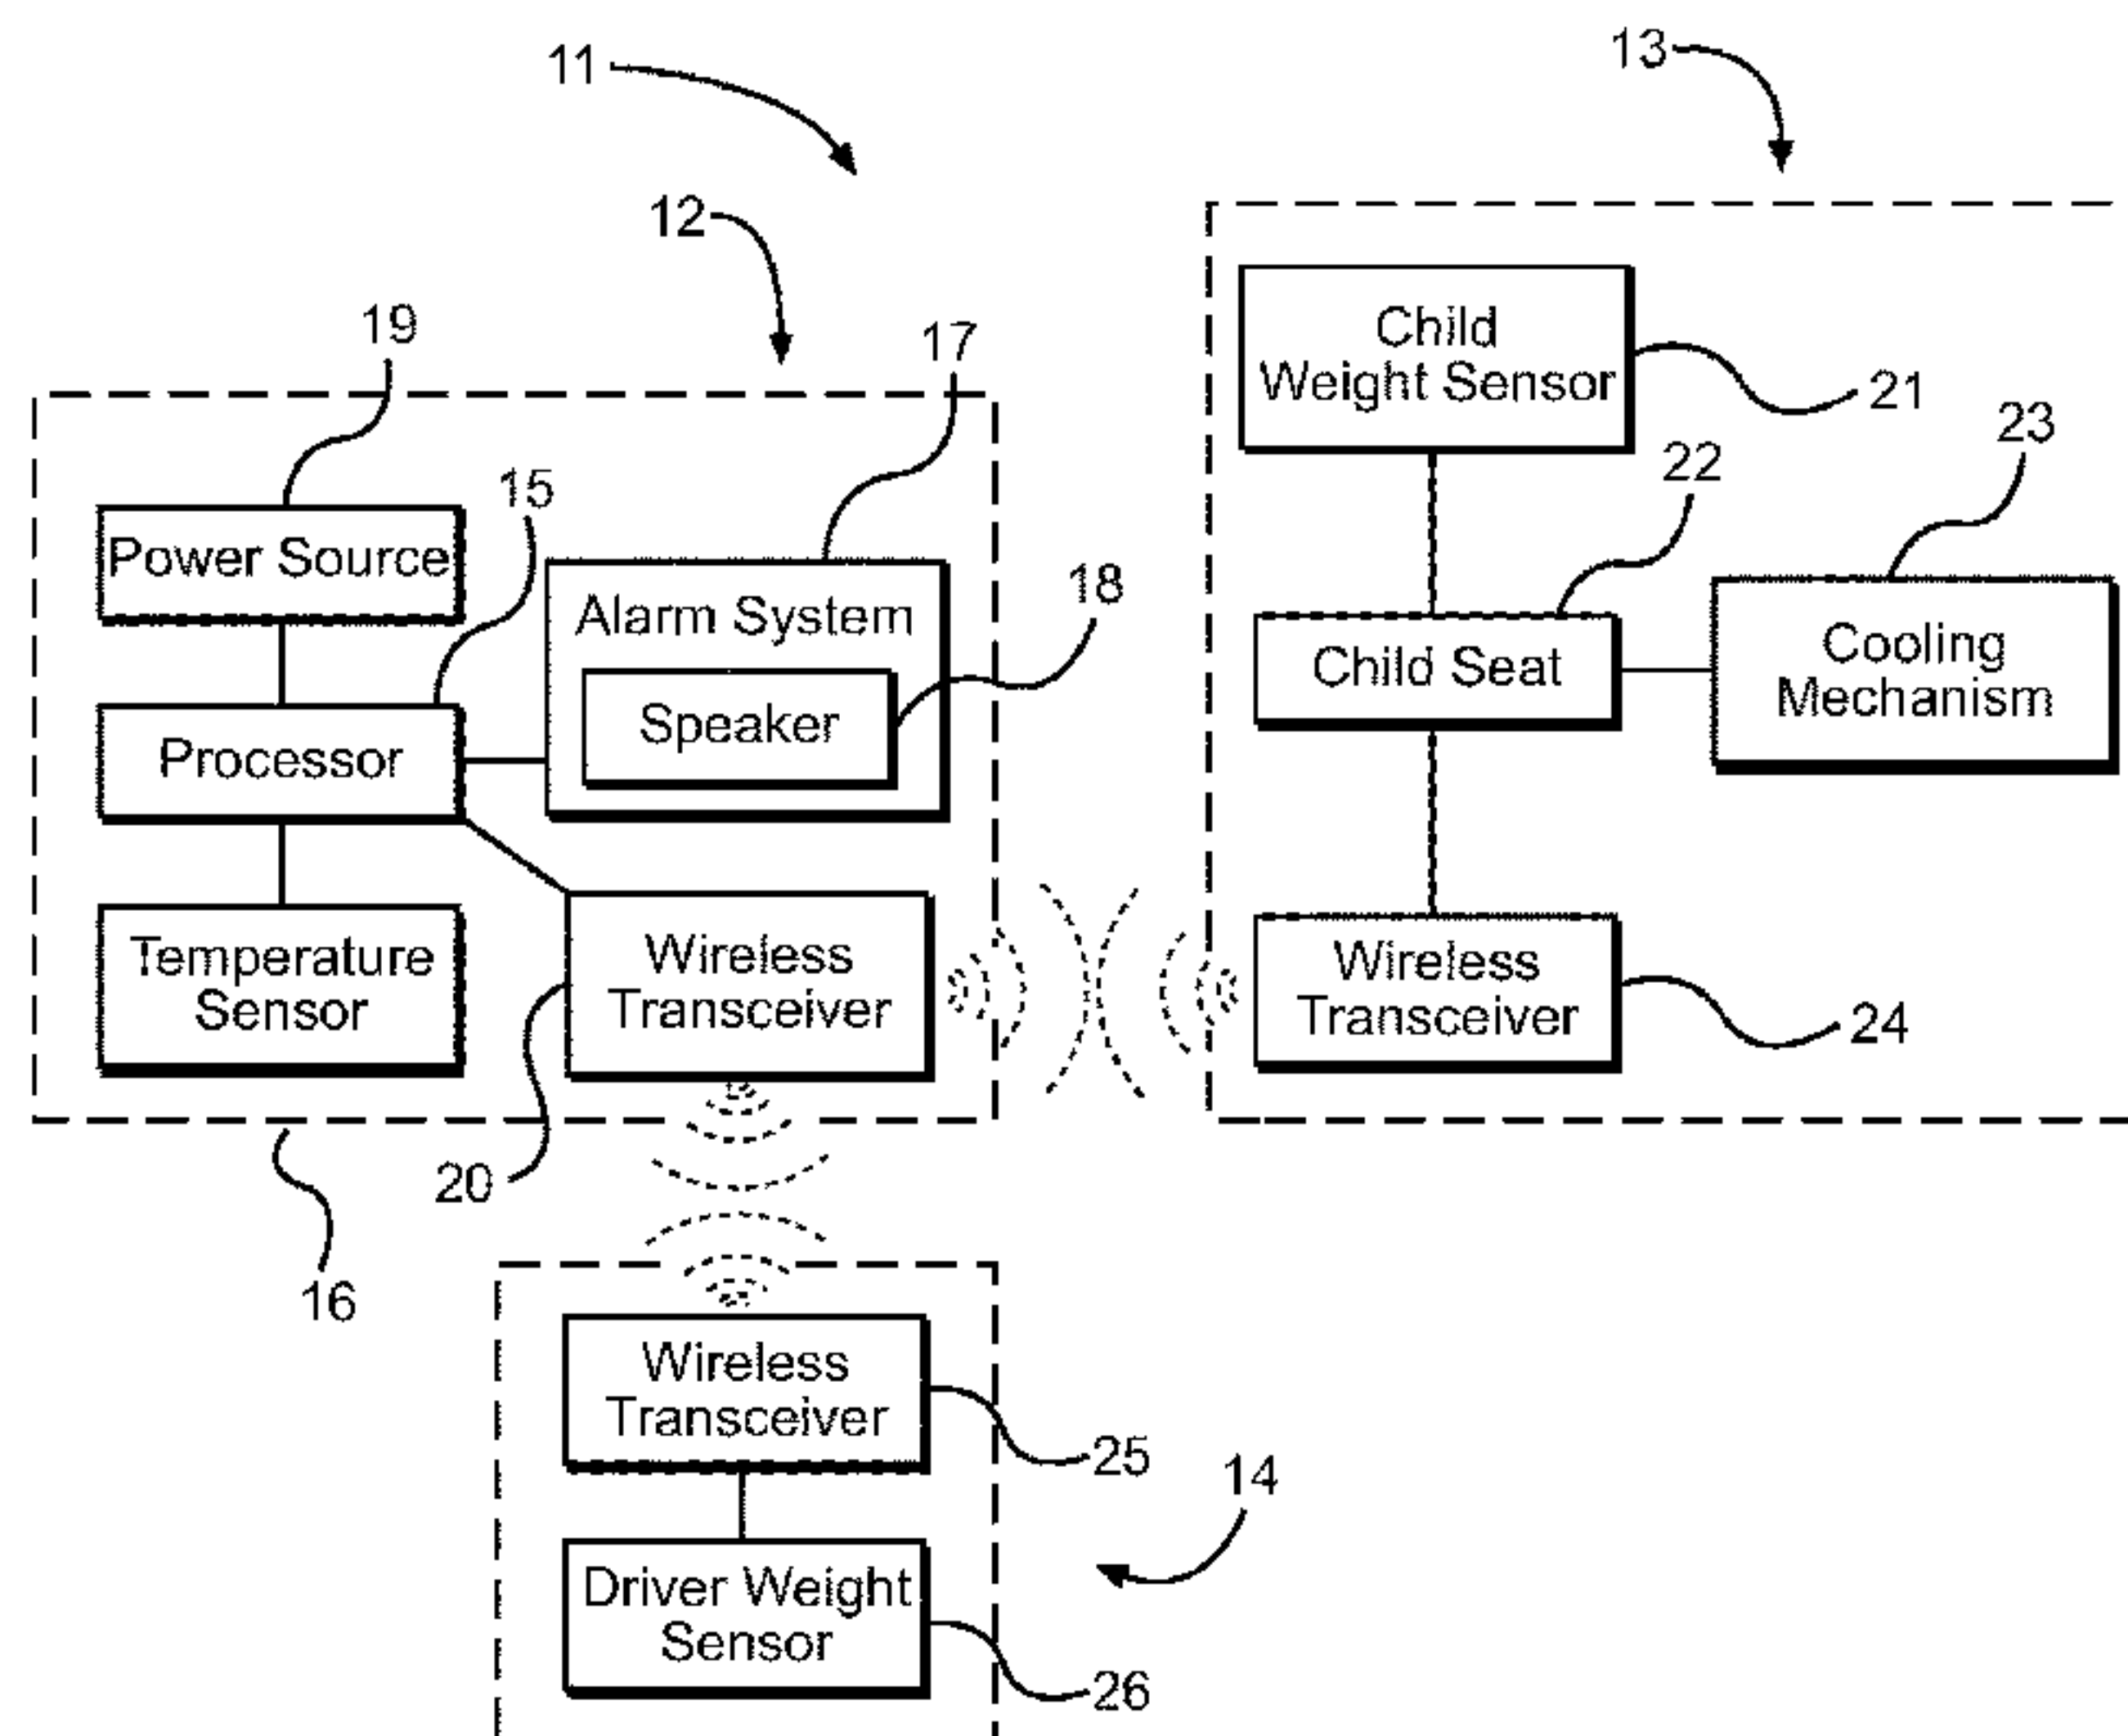 11
13
12
19
17
Child
Weight Sensor
21
23
15
22
Power Source
18
Alarm System
Child Seat
Cooling
Mechanism
Speaker
Processor
Temperature
Sensor
Wireless
Transceiver
Wireless
Transceiver
24
20
16
Wireless
Transceiver
25
14
Driver Weight
Sensor
26